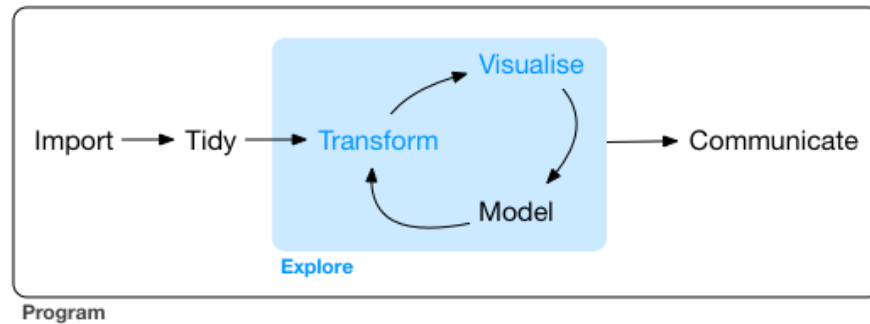 Visualise
Import
Tidy
Transform
Communicate
Model
Explore
Program